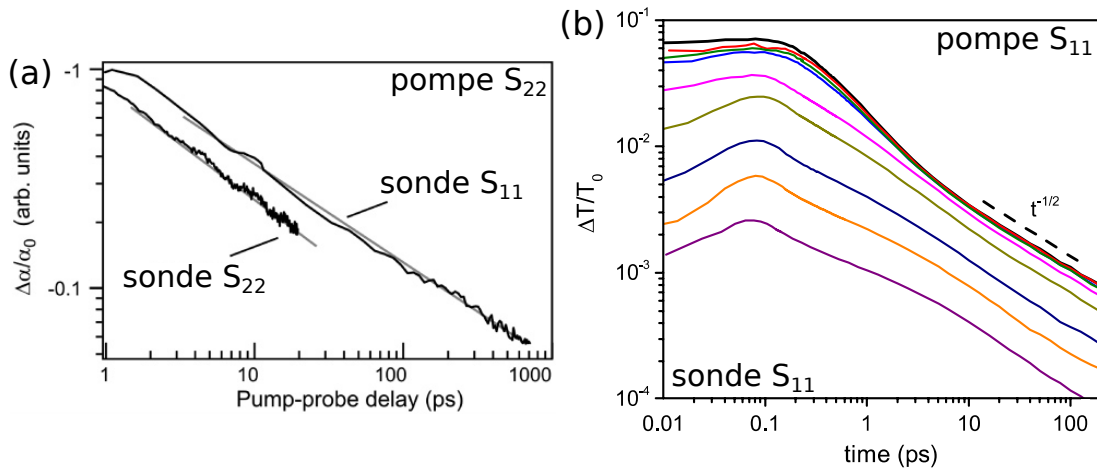 (a)
pompe S₂₂
sonde S₁₁
sonde S₂₂
-1
-0.1
Δα/α₀ (arb. units)
1
10
100
1000
Pump-probe delay (ps)
(b)
pompe S₁₁
t⁻¹/²
sonde S₁₁
10⁻¹
10⁻²
10⁻³
10⁻⁴
ΔT/T₀
0.01
0.1
1
10
100
time (ps)